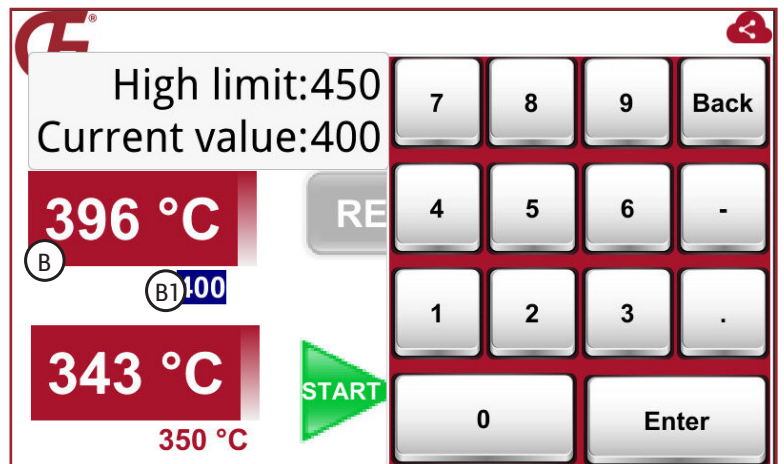 ®
High limit:450
Current value:400
7 8 9 Back
396 °C
RE
4 5 6 -
B
B1
400
1 2 3 .
343 °C
START
350 °C
0 Enter